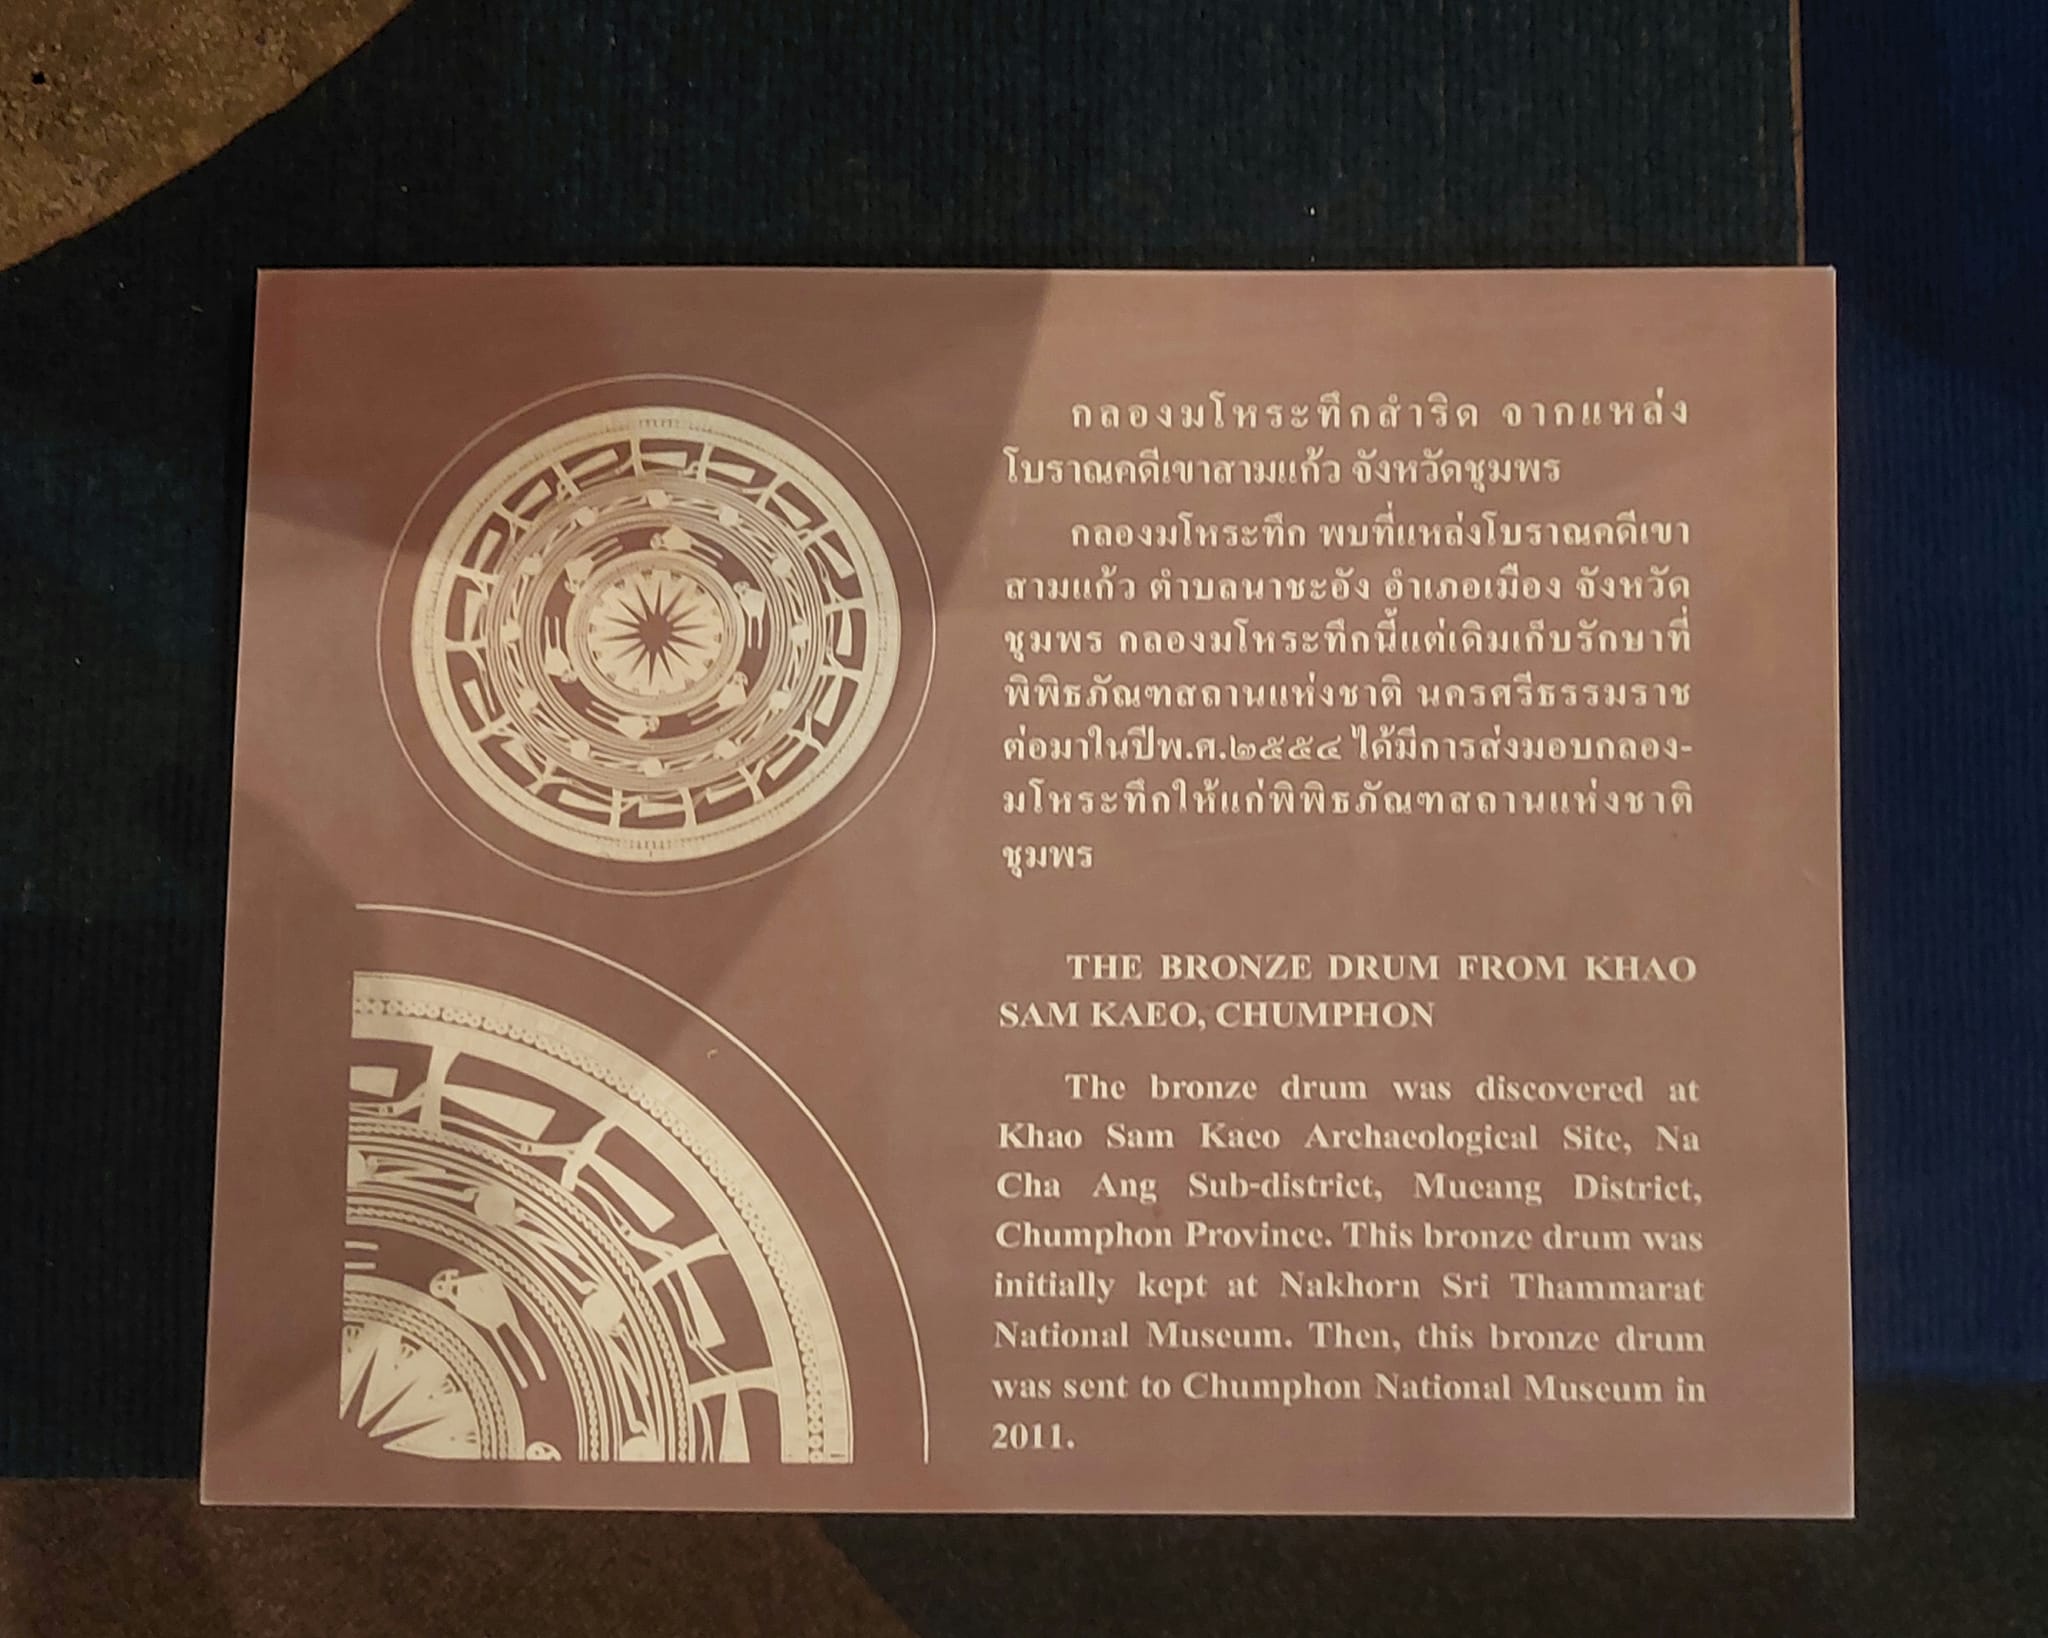 กลองมโหระทึกสำริด จากแหล่ง
โบราณคดีเขาสามแก้ว จังหวัดชุมพร
กลองมโหระทึก พบที่แหล่งโบราณคดีเขา
สามแก้ว ตำบลนาชะอัง อำเภอเมือง จังหวัด
ชุมพร กลองมโหระทึกนี้แต่เดิมเก็บรักษาที่
พิพิธภัณฑสถานแห่งชาติ นครศรีธรรมราช
ต่อมาในปีพ.ศ.๒๕๕๔ ได้มีการส่งมอบกลอง-
มโหระทึกให้แก่พิพิธภัณฑสถานแห่งชาติ
ชุมพร
THE BRONZE DRUM FROM KHAO
SAM KAEO, CHUMPHON
The bronze drum was discovered at
Khao Sam Kaeo Archaeological Site, Na
Cha Ang Sub-district, Mueang District,
Chumphon Province. This bronze drum was
initially kept at Nakhorn Sri Thammarat
National Museum. Then, this bronze drum
was sent to Chumphon National Museum in
2011.